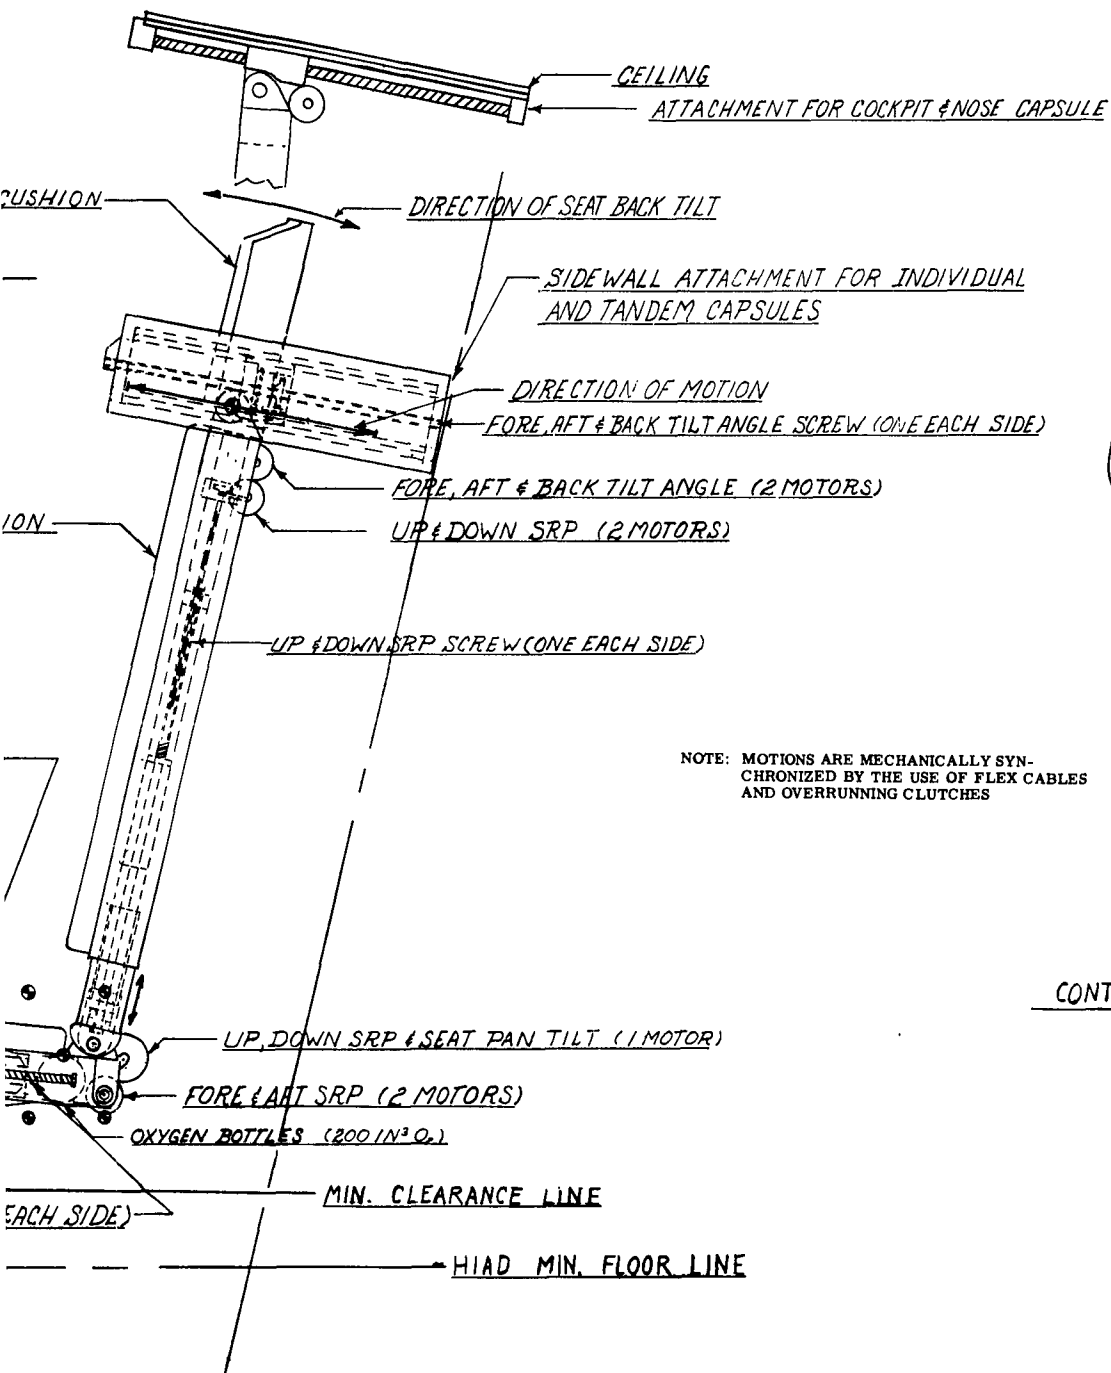 CEILING
ATTACHMENT FOR COCKPIT & NOSE CAPSULE
CUSHION
DIRECTION OF SEAT BACK TILT
SIDEWALL ATTACHMENT FOR INDIVIDUAL
AND TANDEM CAPSULES
DIRECTION OF MOTION
FORE, AFT & BACK TILT ANGLE SCREW (ONE EACH SIDE)
FORE, AFT & BACK TILT ANGLE (2 MOTORS)
ION
UP & DOWN SRP (2 MOTORS)
UP & DOWN SRP SCREW (ONE EACH SIDE)
NOTE: MOTIONS ARE MECHANICALLY SYN-
CHRONIZED BY THE USE OF FLEX CABLES
AND OVERRUNNING CLUTCHES
CONT
UP, DOWN SRP & SEAT PAN TILT (1 MOTOR)
FORE & AFT SRP (2 MOTORS)
OXYGEN BOTTLES (200 IN³ O₂)
MIN. CLEARANCE LINE
EACH SIDE)
HIAD MIN. FLOOR LINE